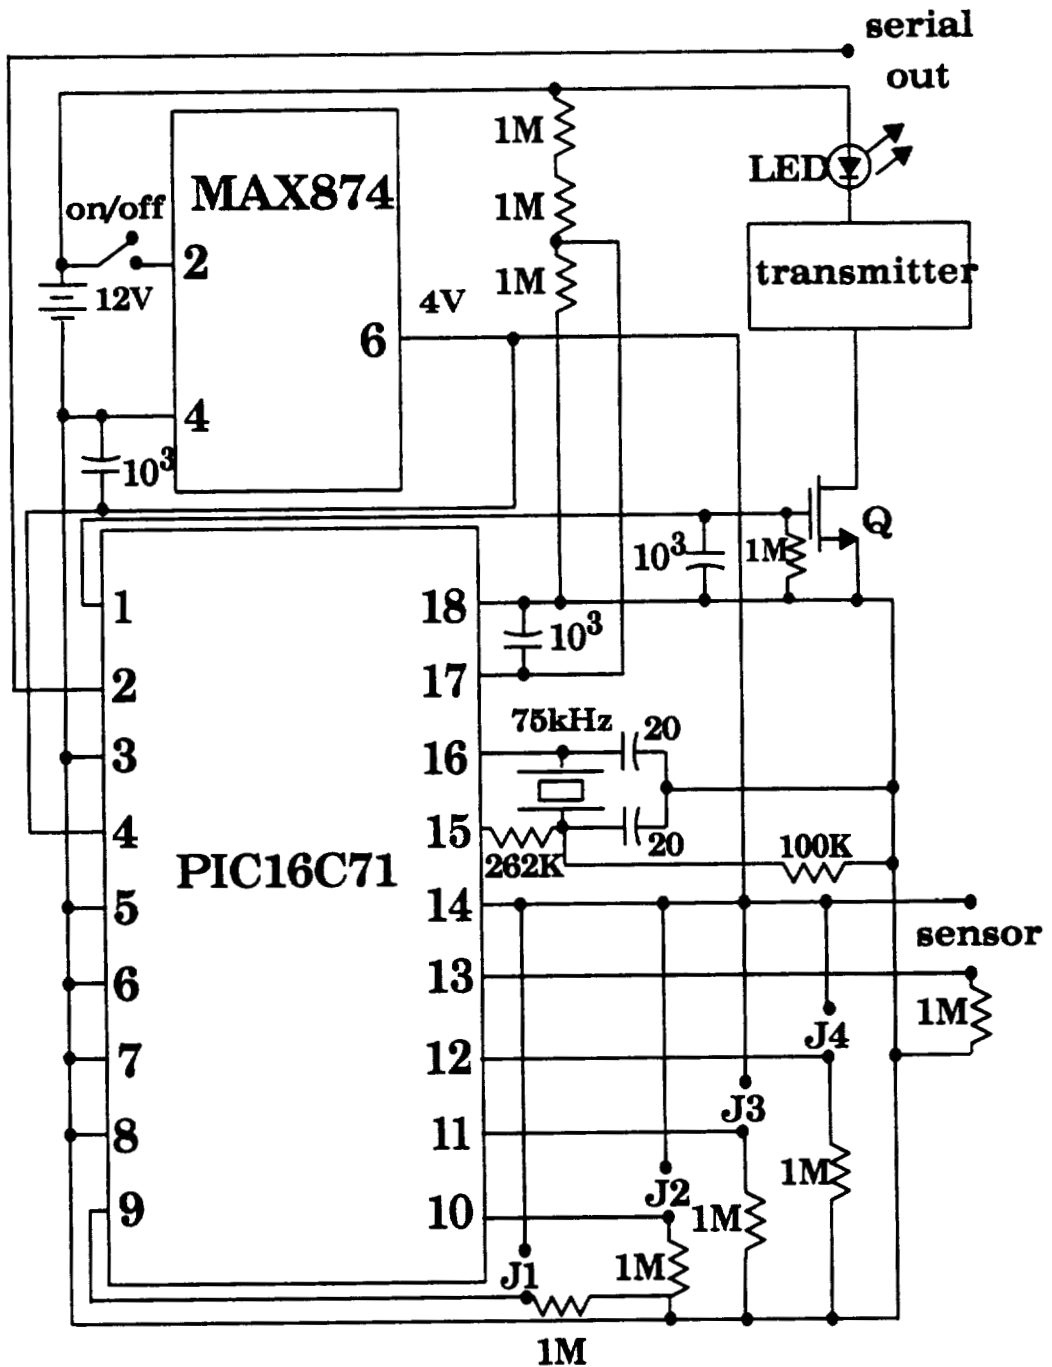 serial
out
1M
MAX874
LED
on/off
1M
2
transmitter
12V
4V
1M
6
4
10³
Q
10³
1M
1
18
10³
2
17
75kHz
20
3
16
4
15
20
262K
100K
PIC16C71
5
14
sensor
6
13
1M
7
12
J4
J3
8
11
1M
J2
9
10
1M
J1
1M
1M